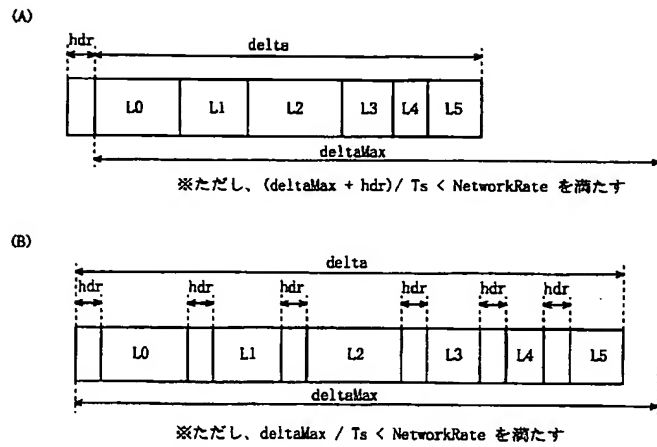 (A)
hdr
delta
L0 L1 L2 L3 L4 L5
deltaMax
※ただし、(deltaMax + hdr)/ Ts < NetworkRate を満たす
(B)
delta
hdr hdr hdr hdr hdr hdr
L0 L1 L2 L3 L4 L5
deltaMax
※ただし、deltaMax / Ts < NetworkRate を満たす